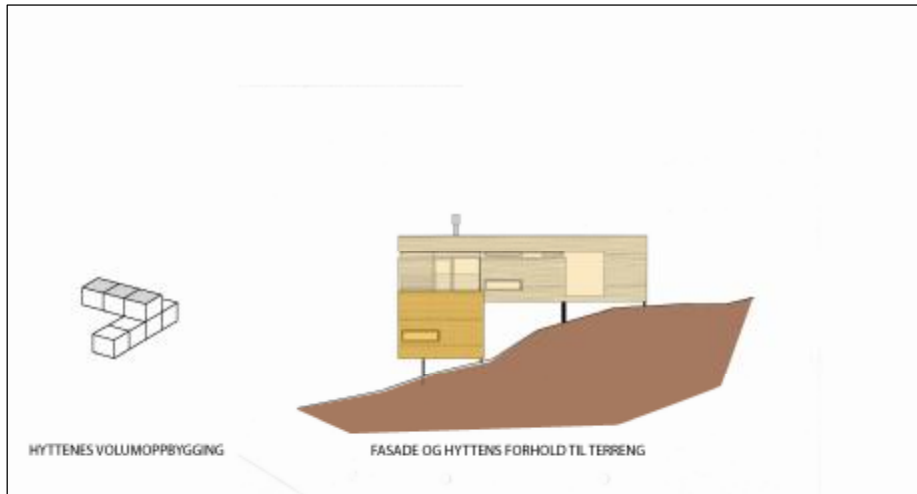 HYTTENES VOLUMOPPBYGGING
FASADE OG HYTTENS FORHOLD TIL TERRENG